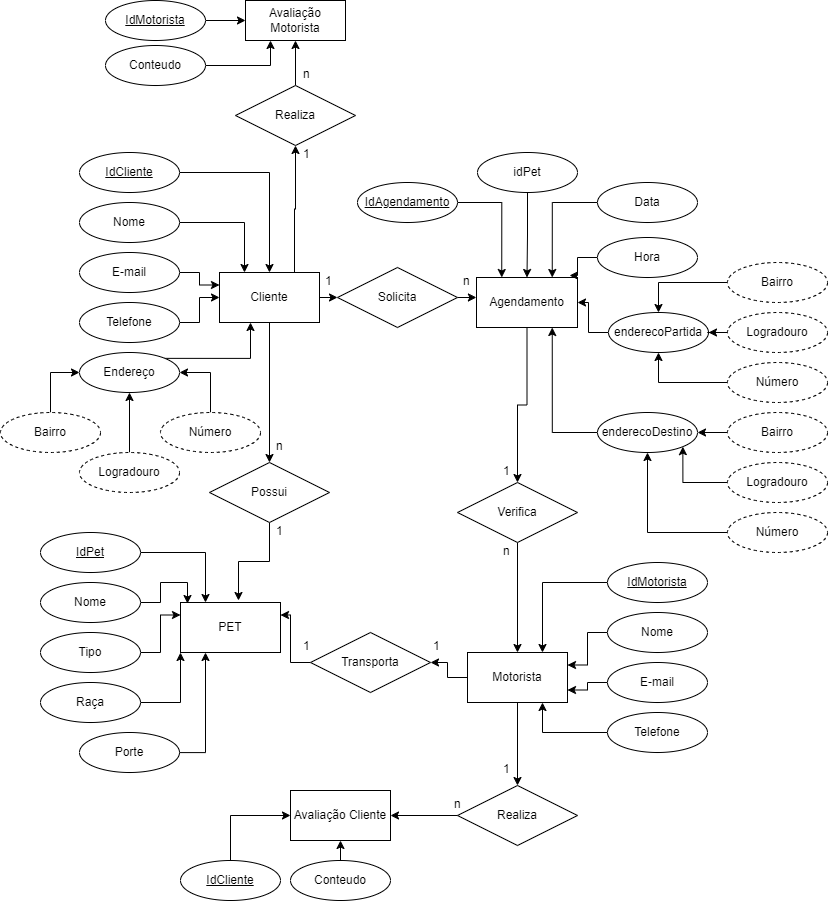 IdMotorista
Avaliação
Motorista
Conteudo
n
Realiza
1
IdCliente
idPet
IdAgendamento
Data
Nome
Hora
E-mail
Bairro
1
n
Cliente
Solicita
Agendamento
Telefone
enderecoPartida
Logradouro
Endereço
Número
Bairro
Número
enderecoDestino
Bairro
n
Logradouro
1
Logradouro
Possui
Verifica
1
Número
IdPet
n
IdMotorista
Nome
PET
Nome
Tipo
1
1
Transporta
Motorista
E-mail
Raça
Telefone
Porte
1
n
Avaliação Cliente
Realiza
IdCliente
Conteudo